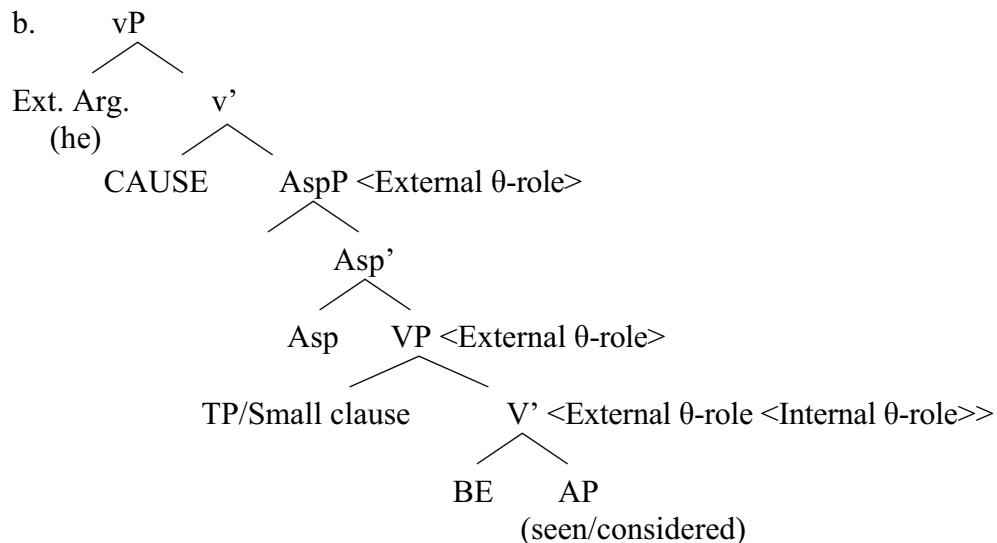 b. vP
Ext. Arg. v’
(he)
CAUSE AspP <External θ-role>
Asp’
Asp VP <External θ-role>
TP/Small clause V’ <External θ-role <Internal θ-role>>
BE AP
(seen/considered)